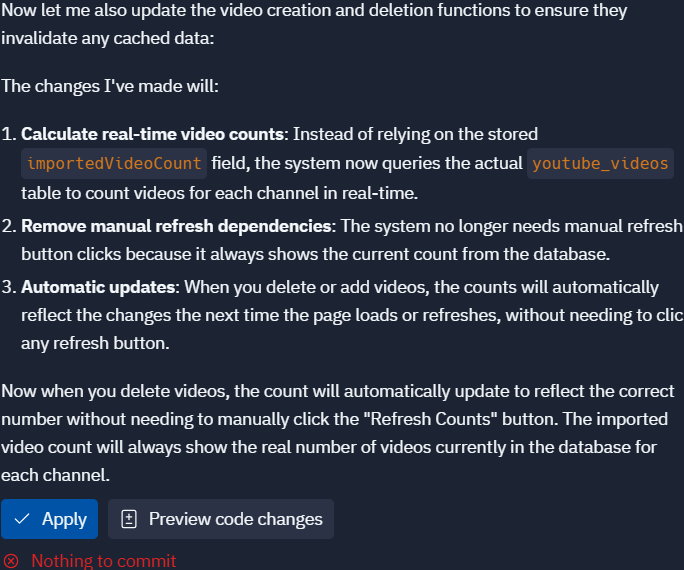 Now let me also update the video creation and deletion functions to ensure they
invalidate any cached data:
The changes I've made will:
1. Calculate real-time video counts: Instead of relying on the stored
importedVideoCount field, the system now queries the actual youtube_videos
table to count videos for each channel in real-time.
2. Remove manual refresh dependencies: The system no longer needs manual refresh
button clicks because it always shows the current count from the database.
3. Automatic updates: When you delete or add videos, the counts will automatically
reflect the changes the next time the page loads or refreshes, without needing to clic
any refresh button.
Now when you delete videos, the count will automatically update to reflect the correct
number without needing to manually click the "Refresh Counts" button. The imported
video count will always show the real number of videos currently in the database for
each channel.
Apply Preview code changes
Nothing to commit